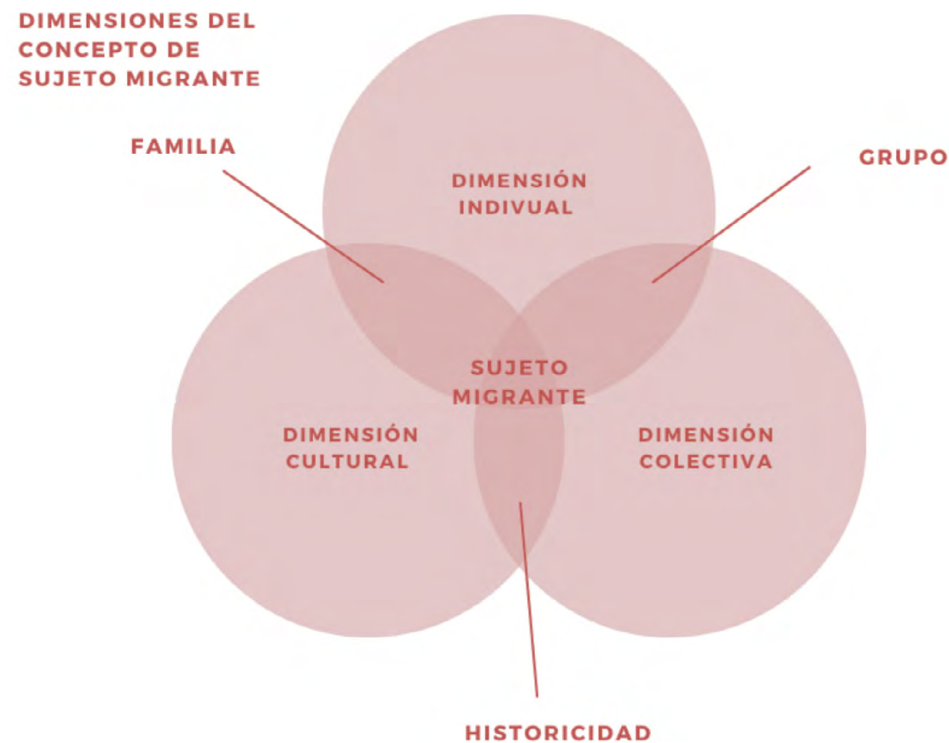 DIMENSIONES DEL
CONCEPTO DE
SUJETO MIGRANTE
FAMILIA
GRUPO
DIMENSIÓN
INDIVUAL
SUJETO
MIGRANTE
DIMENSIÓN
CULTURAL
DIMENSIÓN
COLECTIVA
HISTORICIDAD